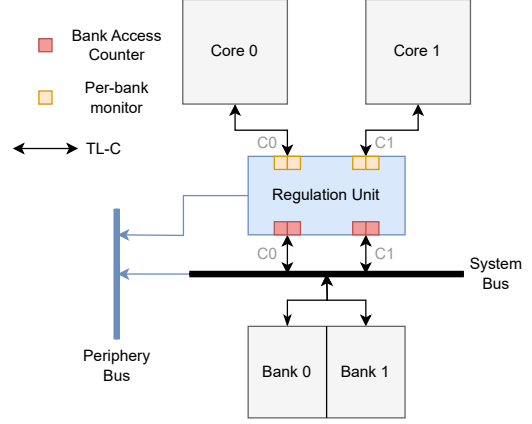 Bank Access
Counter
Per-bank
monitor
TL-C
Core 0
Core 1
C0
C1
Regulation Unit
C0
C1
System
Bus
Periphery
Bus
Bank 0
Bank 1